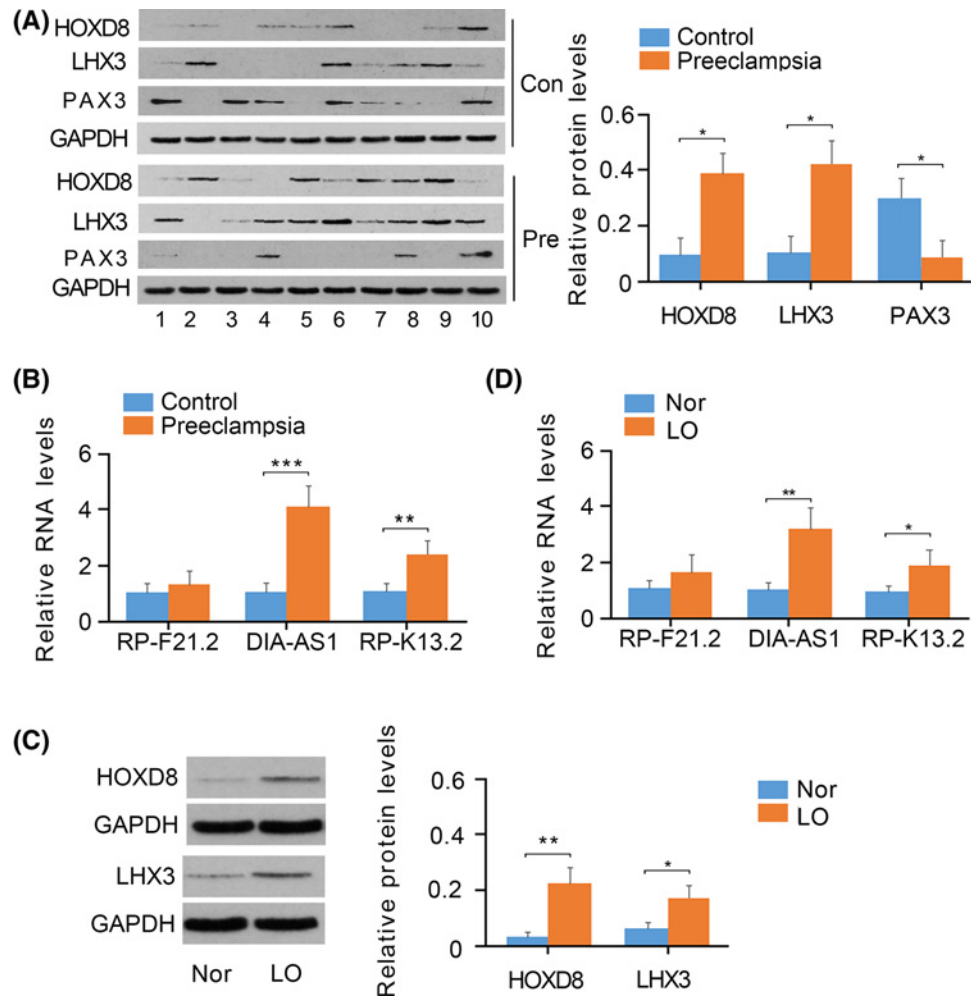 (A)
HOXD8
LHX3
PAX3
GAPDH
Con
HOXD8
LHX3
PAX3
GAPDH
Pre
1 2 3 4 5 6 7 8 9 10
Control
Preeclampsia
Relative protein levels
0.6
0.4
0.2
0
* * *
HOXD8 LHX3 PAX3
(B)
Control
Preeclampsia
Relative RNA levels
6
4
2
0
*** **
RP-F21.2 DIA-AS1 RP-K13.2
(D)
Nor
LO
Relative RNA levels
6
4
2
0
** *
RP-F21.2 DIA-AS1 RP-K13.2
(C)
HOXD8
GAPDH
LHX3
GAPDH
Nor LO
Relative protein levels
0.6
0.4
0.2
0
** *
HOXD8 LHX3
Nor
LO